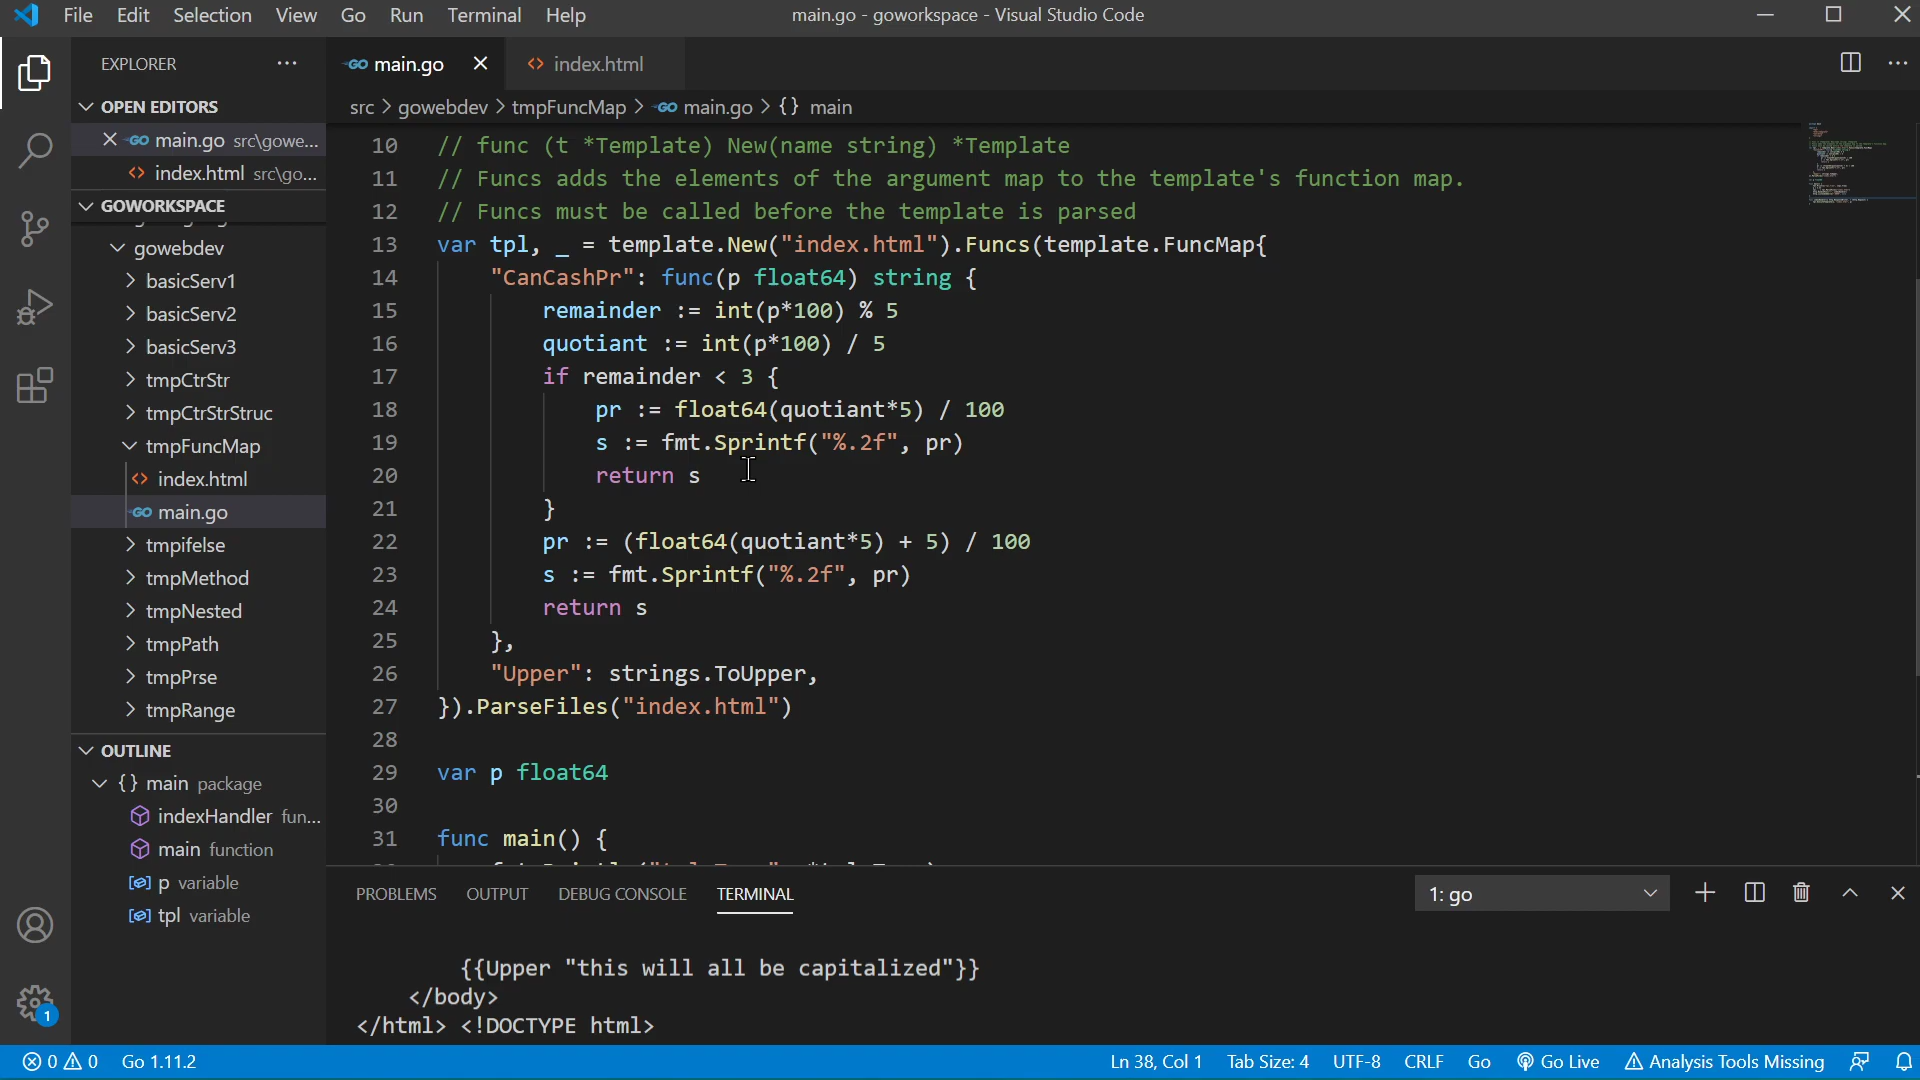 File Edit Selection View Go Run Terminal Help
main.go - goworkspace - Visual Studio Code
EXPLORER
OPEN EDITORS
main.go src\gowe...
index.html src\go...
GOWORKSPACE
gowebdev
basicServ1
basicServ2
basicServ3
tmpCtrStr
tmpCtrStrStruc
tmpFuncMap
index.html
main.go
tmpifelse
tmpMethod
tmpNested
tmpPath
tmpPrse
tmpRange
OUTLINE
{} main package
indexHandler fun...
main function
p variable
tpl variable
1
main.go
index.html
src > gowebdev > tmpFuncMap > main.go > {} main
10 // func (t *Template) New(name string) *Template
11 // Funcs adds the elements of the argument map to the template's function map.
12 // Funcs must be called before the template is parsed
13 var tpl, _ = template.New("index.html").Funcs(template.FuncMap{
14 "CanCashPr": func(p float64) string {
15 remainder := int(p*100) % 5
16 quotiant := int(p*100) / 5
17 if remainder < 3 {
18 pr := float64(quotiant*5) / 100
19 s := fmt.Sprintf("%.2f", pr)
20 return s
21 }
22 pr := (float64(quotiant*5) + 5) / 100
23 s := fmt.Sprintf("%.2f", pr)
24 return s
25 },
26 "Upper": strings.ToUpper,
27 }).ParseFiles("index.html")
28
29 var p float64
30
31 func main() {
PROBLEMS OUTPUT DEBUG CONSOLE TERMINAL
1: go
{{Upper "this will all be capitalized"}}
</body>
</html> <!DOCTYPE html>
0 0 Go 1.11.2
Ln 38, Col 1 Tab Size: 4 UTF-8 CRLF Go Go Live Analysis Tools Missing